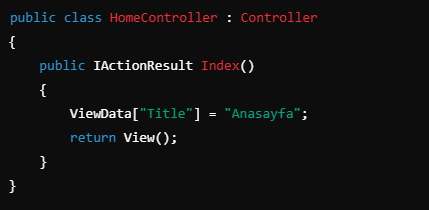 public class HomeController : Controller
{
    public IActionResult Index()
    {
        ViewData["Title"] = "Anasayfa";
        return View();
    }
}